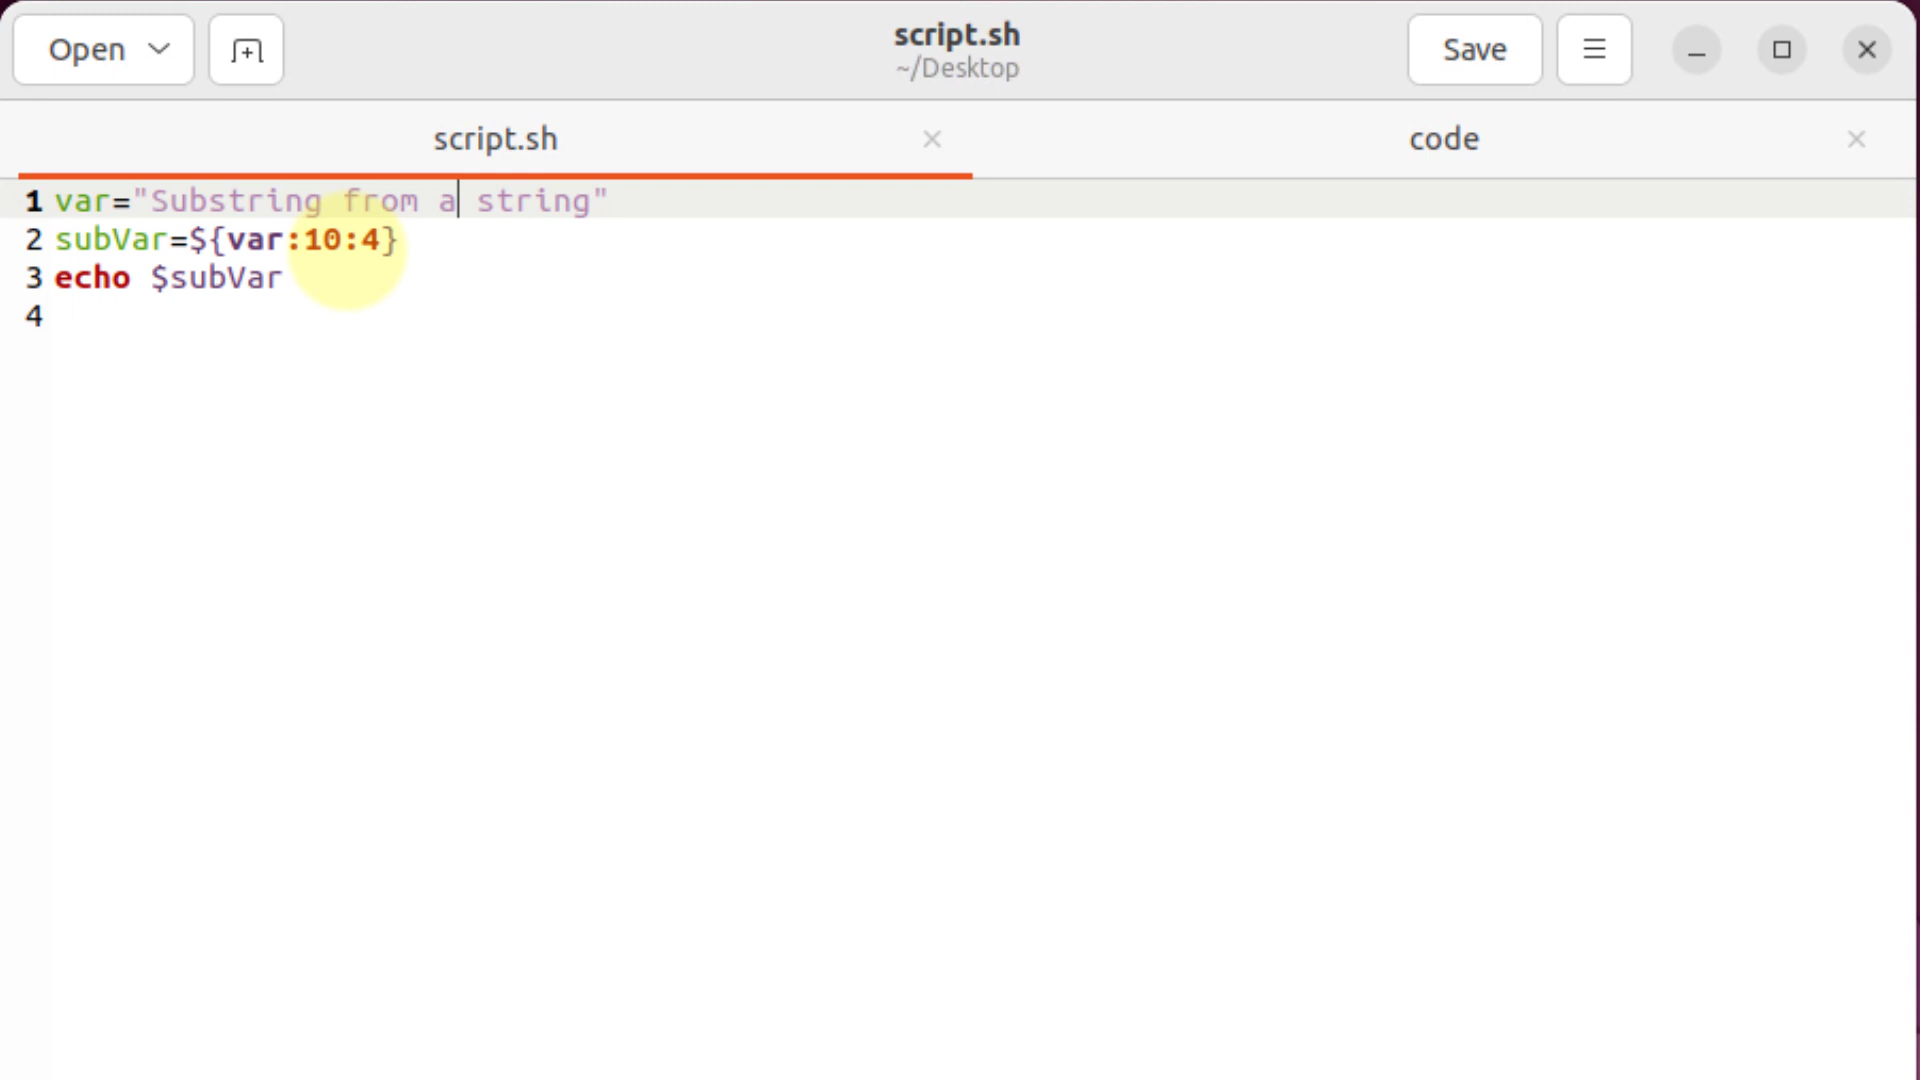 Open
script.sh
~/Desktop
Save
script.sh
code
1 var="Substring from a string"
2 subVar=${var:10:4}
3 echo $subVar
4